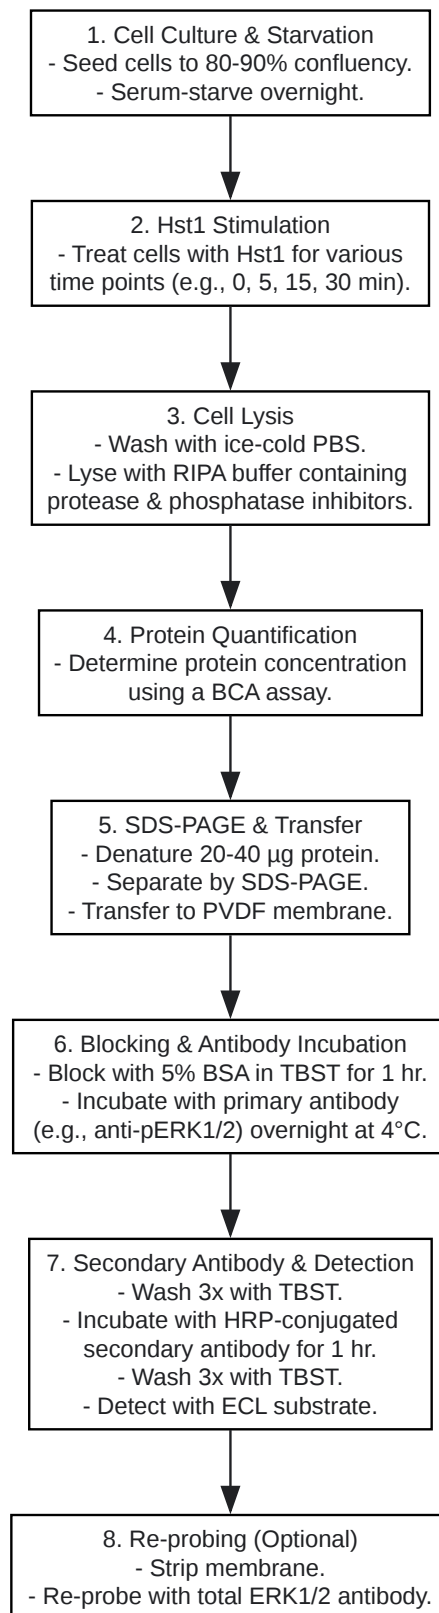 1. Cell Culture & Starvation
- Seed cells to 80-90% confluency.
- Serum-starve overnight.
2. Hst1 Stimulation
- Treat cells with Hst1 for various
time points (e.g., 0, 5, 15, 30 min).
3. Cell Lysis
- Wash with ice-cold PBS.
- Lyse with RIPA buffer containing
protease & phosphatase inhibitors.
4. Protein Quantification
- Determine protein concentration
using a BCA assay.
5. SDS-PAGE & Transfer
- Denature 20-40 µg protein.
- Separate by SDS-PAGE.
- Transfer to PVDF membrane.
6. Blocking & Antibody Incubation
- Block with 5% BSA in TBST for 1 hr.
- Incubate with primary antibody
(e.g., anti-pERK1/2) overnight at 4°C.
7. Secondary Antibody & Detection
- Wash 3x with TBST.
- Incubate with HRP-conjugated
secondary antibody for 1 hr.
- Wash 3x with TBST.
- Detect with ECL substrate.
8. Re-probing (Optional)
- Strip membrane.
- Re-probe with total ERK1/2 antibody.